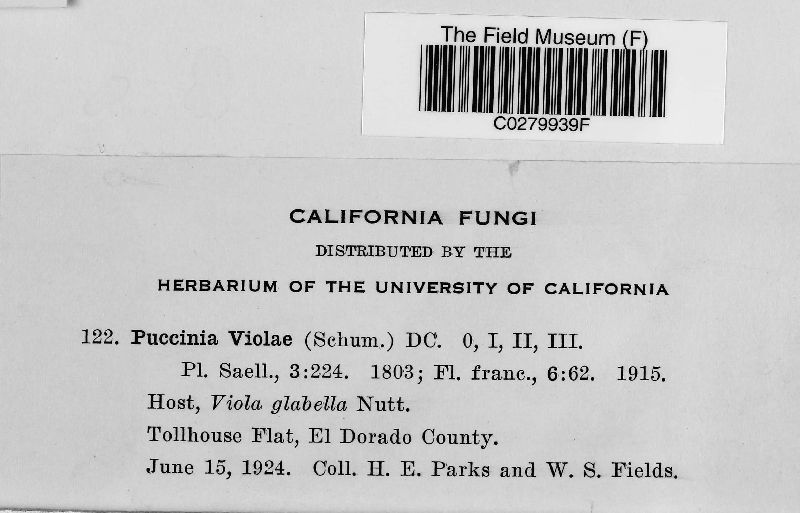 The Field Museum (F)
C0279939F
CALIFORNIA FUNGI
DISTRIBUTED BY THE
HERBARIUM OF THE UNIVERSITY OF CALIFORNIA
122. Puccinia Violae (Schum.) DC. 0, I, II, III.
Pl. Saell., 3:224. 1803; Fl. franc., 6:62. 1915.
Host, Viola glabella Nutt.
Tollhouse Flat, El Dorado County.
June 15, 1924. Coll. H. E. Parks and W. S. Fields.